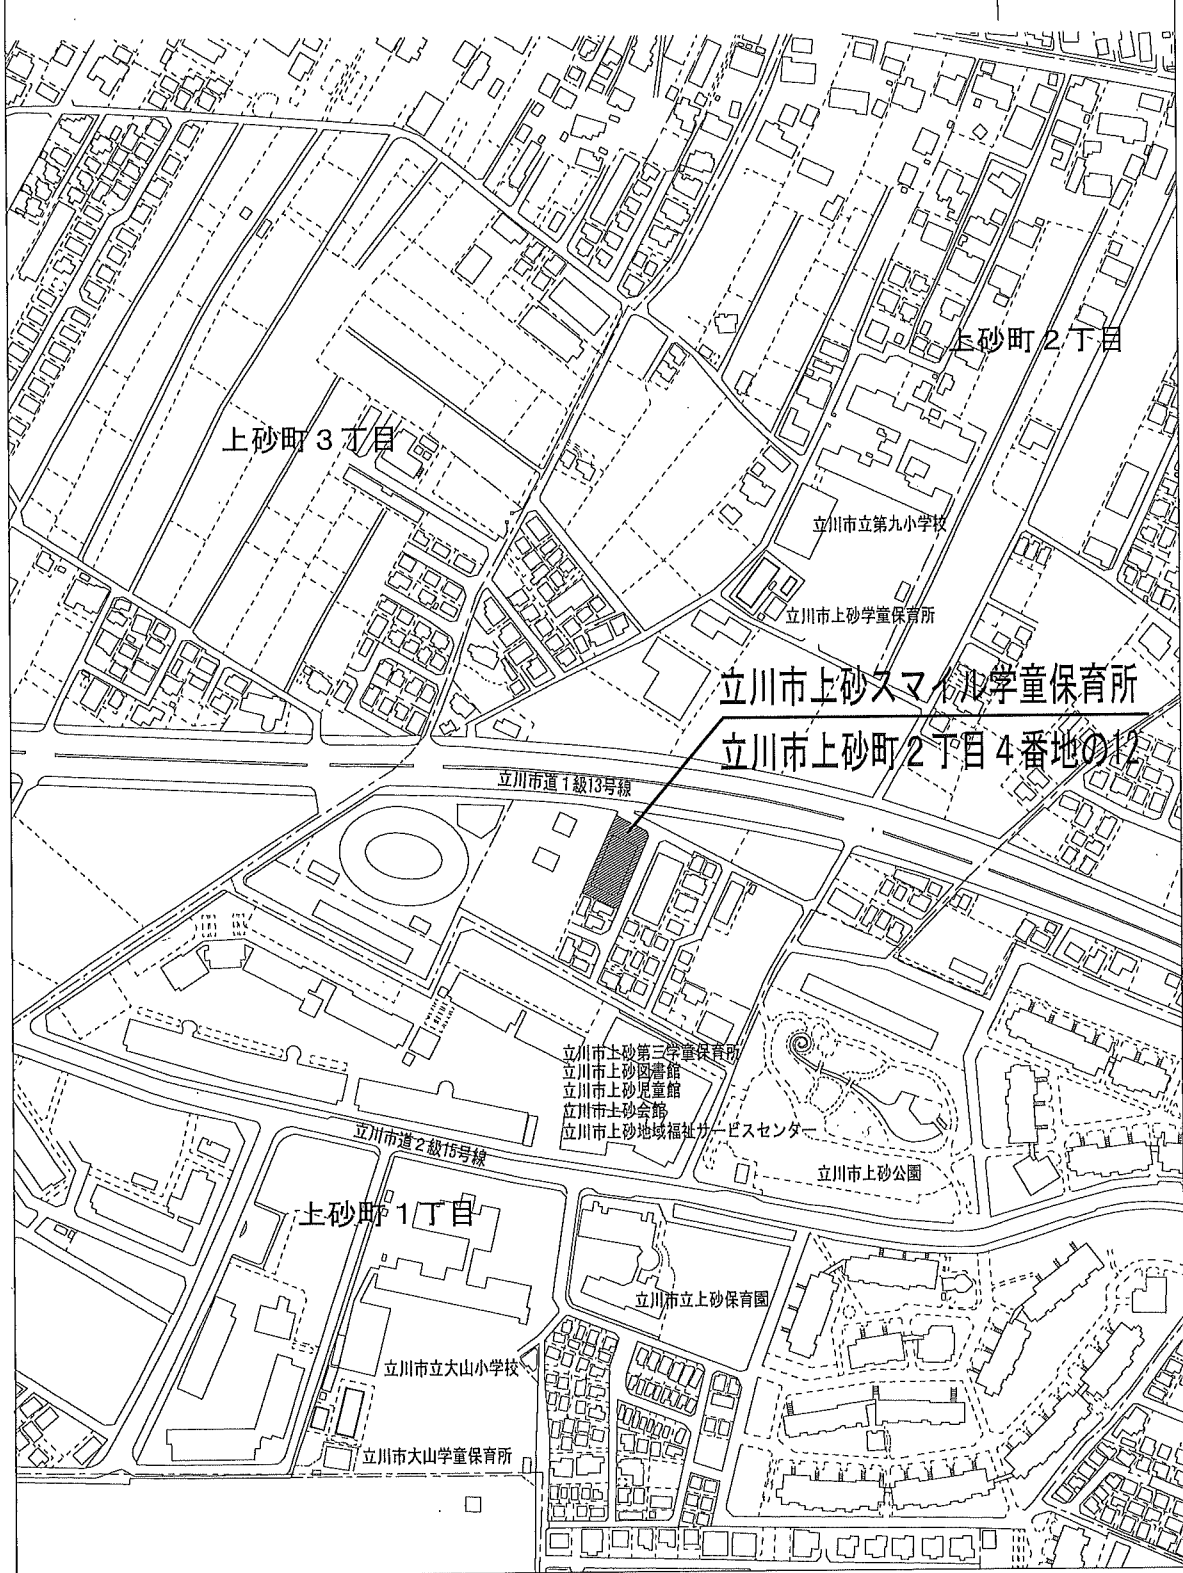 上砂町２丁目
上砂町３丁目
立川市立第九小学校
立川市上砂学童保育所
立川市上砂スマイル学童保育所
立川市上砂町２丁目４番地の12
立川市道１級13号線
立川市上砂第三学童保育所
立川市上砂図書館
立川市上砂児童館
立川市上砂会館
立川市上砂地域福祉サービスセンター
立川市道２級15号線
立川市上砂公園
上砂町１丁目
立川市立上砂保育園
立川市立大山小学校
立川市大山学童保育所